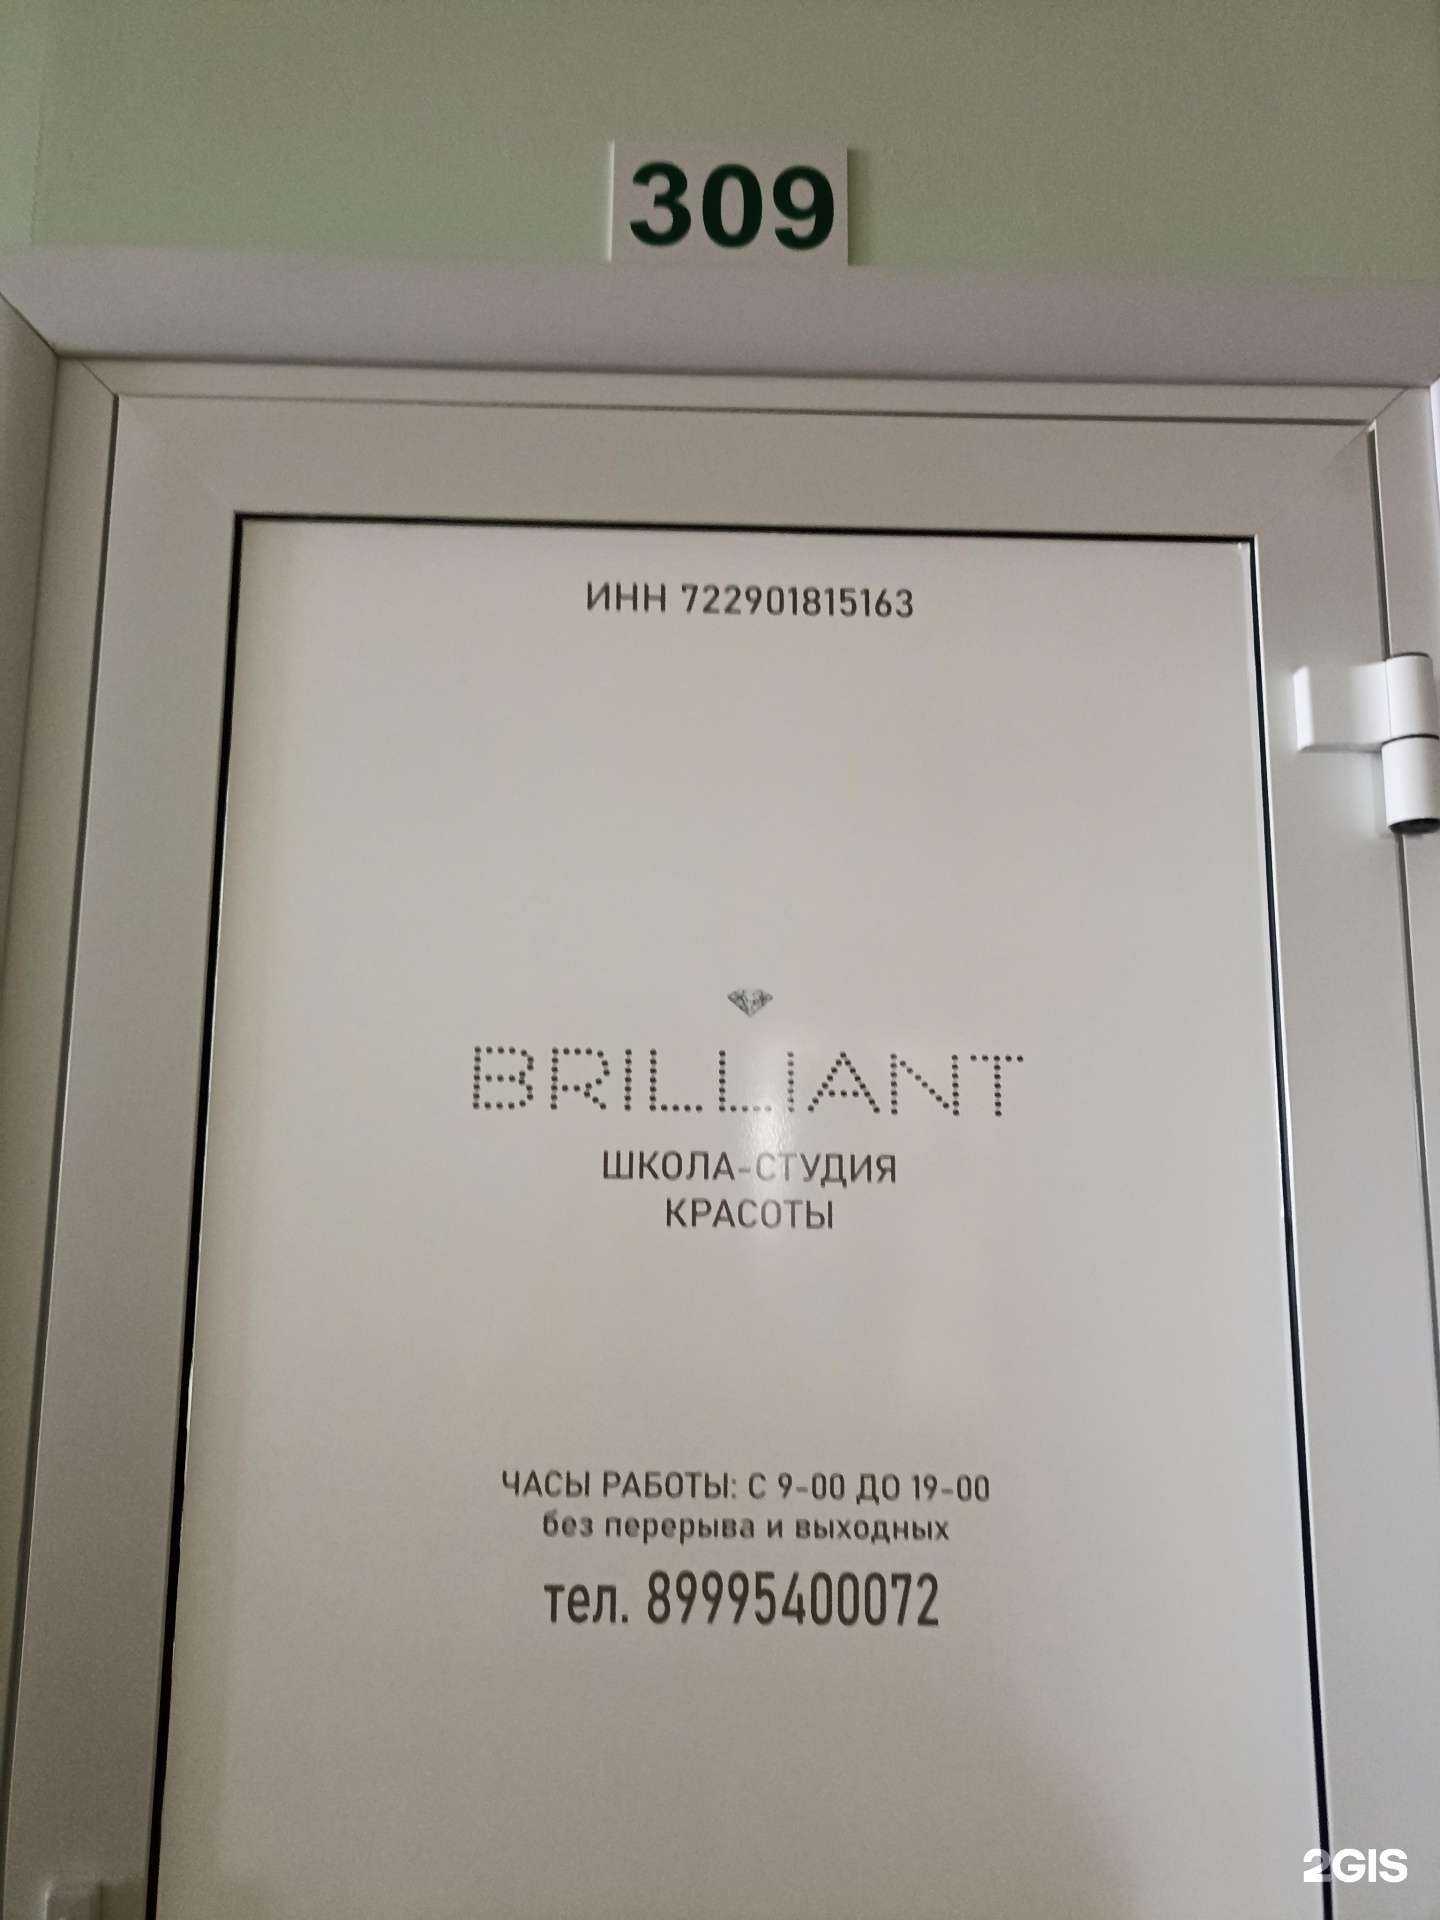 309
ИНН 722901815163
BRILLIANT
ШКОЛА-СТУДИЯ
КРАСОТЫ
ЧАСЫ РАБОТЫ: С 9-00 ДО 19-00
без перерыва и выходных
тел. 89995400072
2GIS